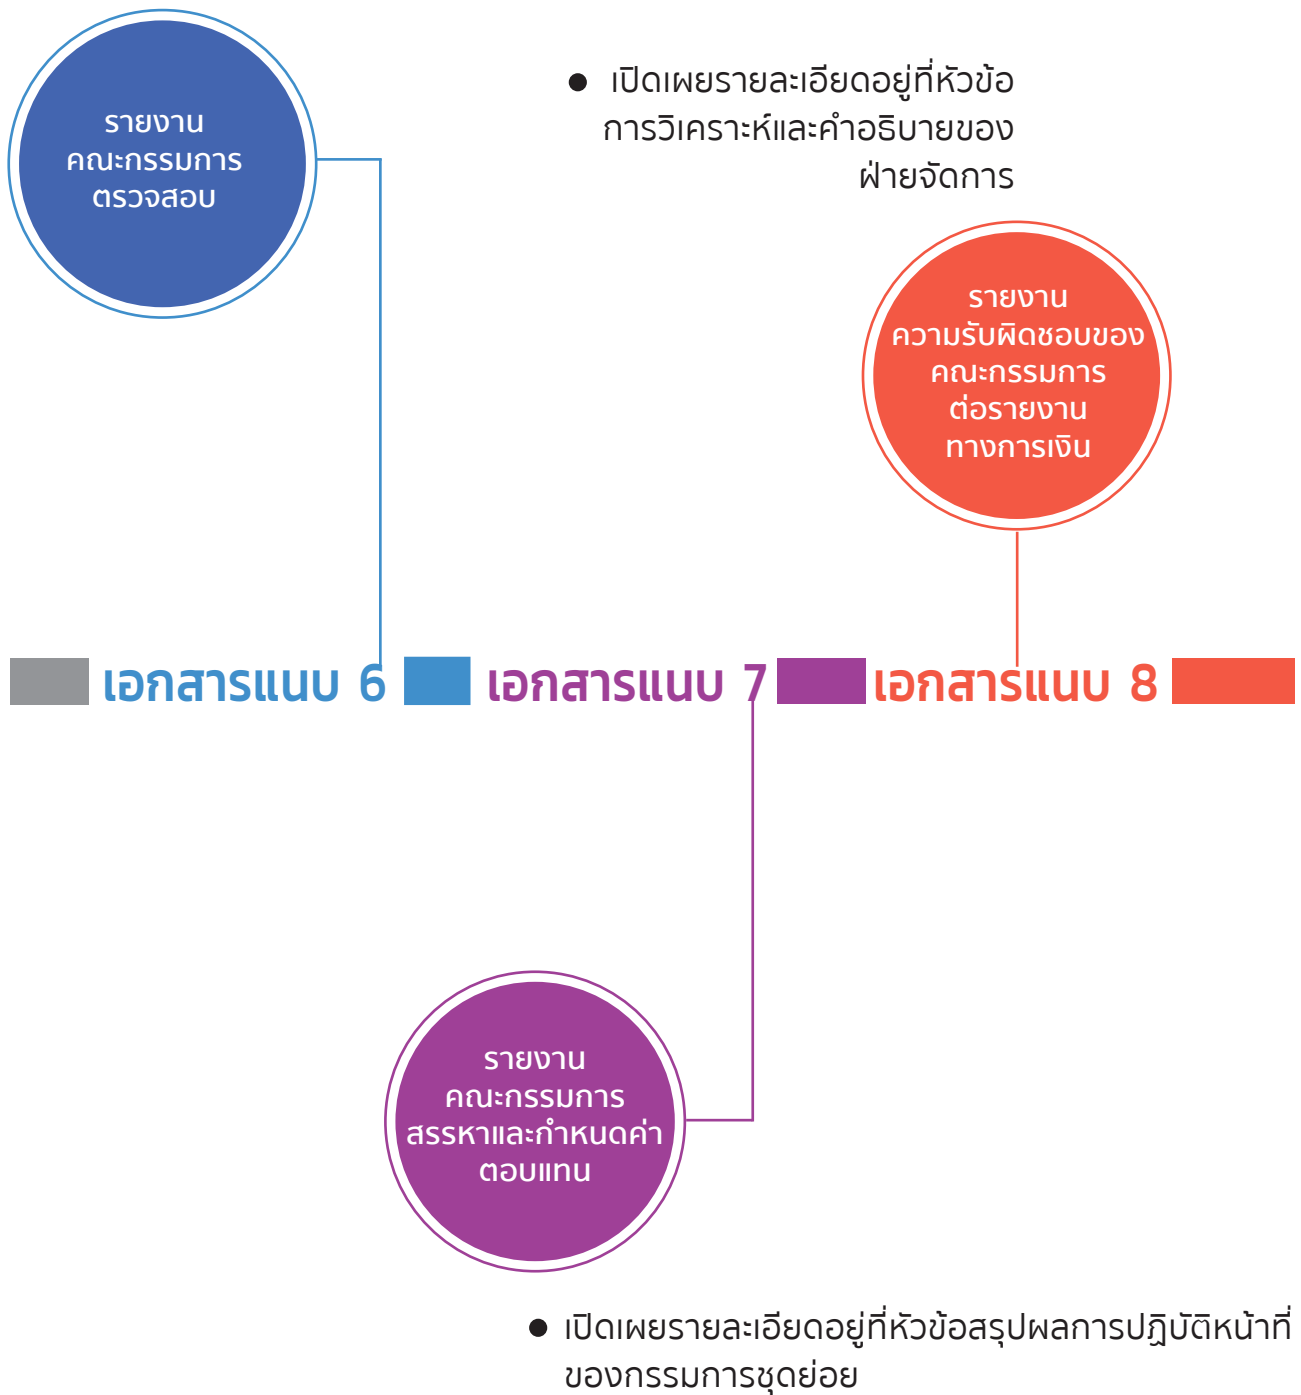 รายงาน
คณะกรรมการ
ตรวจสอบ
● เปิดเผยรายละเอียดอยู่ที่หัวข้อ
การวิเคราะห์และคำอธิบายของ
ฝ่ายจัดการ
รายงาน
ความรับผิดชอบของ
คณะกรรมการ
ต่อรายงาน
ทางการเงิน
เอกสารแนบ 6
เอกสารแนบ 7
เอกสารแนบ 8
รายงาน
คณะกรรมการ
สรรหาและกำหนดค่า
ตอบแทน
● เปิดเผยรายละเอียดอยู่ที่หัวข้อสรุปผลการปฏิบัติหน้าที่
ของกรรมการชุดย่อย